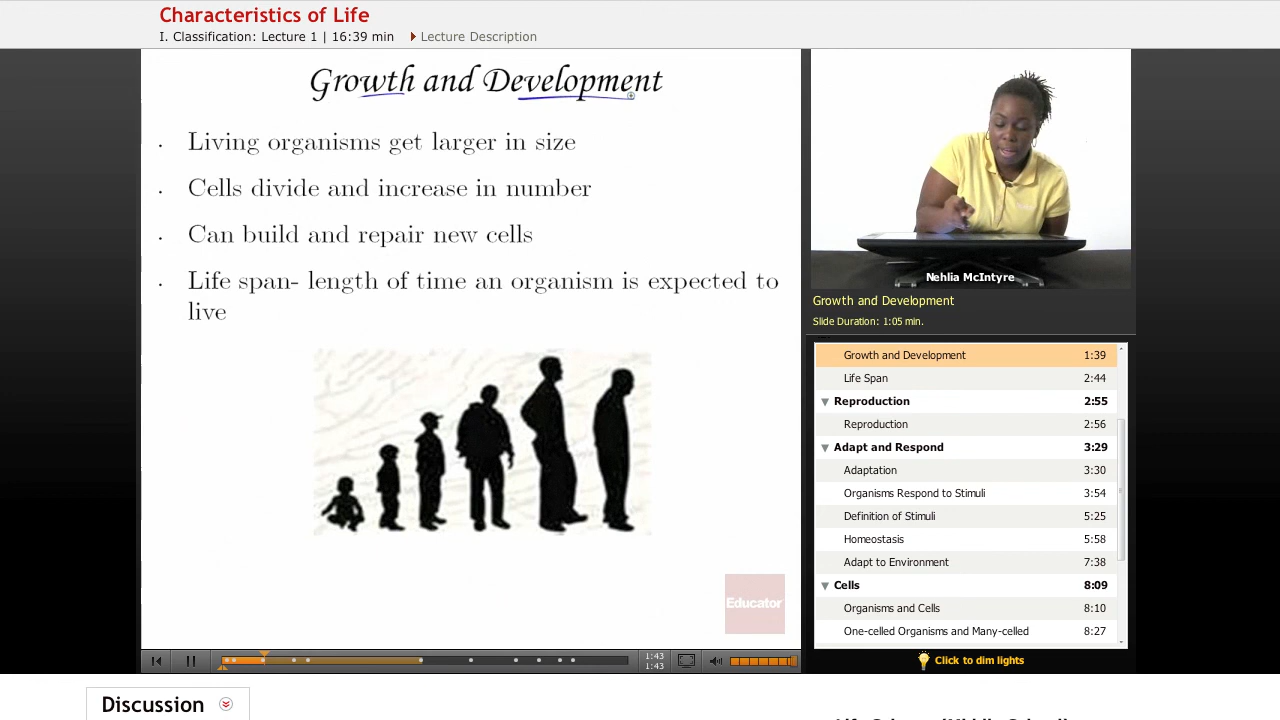 Characteristics of Life
I. Classification: Lecture 1 | 16:39 min Lecture Description
Growth and Development
Living organisms get larger in size
Cells divide and increase in number
Can build and repair new cells
Life span- length of time an organism is expected to
live
Educator
Nehlia McIntyre
Growth and Development
Slide Duration: 1:05 min.
Growth and Development 1:39
Life Span 2:44
Reproduction 2:55
Reproduction 2:56
Adapt and Respond 3:29
Adaptation 3:30
Organisms Respond to Stimuli 3:54
Definition of Stimuli 5:25
Homeostasis 5:58
Adapt to Environment 7:38
Cells 8:09
Organisms and Cells 8:10
One-celled Organisms and Many-celled 8:27
1:43
1:43
Click to dim lights
Discussion